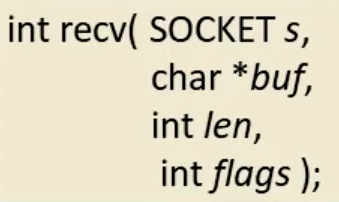 int recv( SOCKET s,
char *buf,
int len,
int flags );